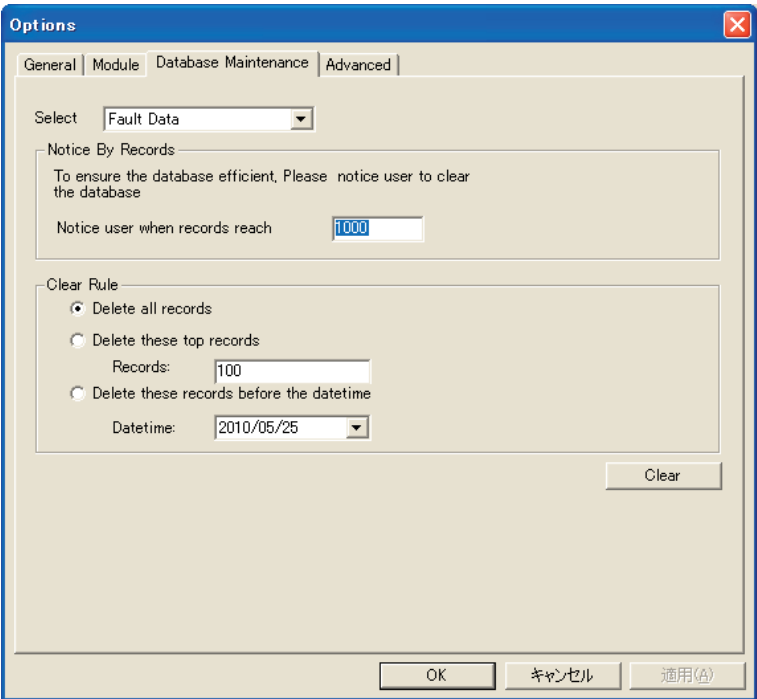 Options
General Module Database Maintenance Advanced
Select Fault Data
Notice By Records
To ensure the database efficient, Please notice user to clear
the database
Notice user when records reach 1000
Clear Rule
Delete all records
Delete these top records
Records: 100
Delete these records before the datetime
Datetime: 2010/05/25
Clear
OK キャンセル 適用(A)